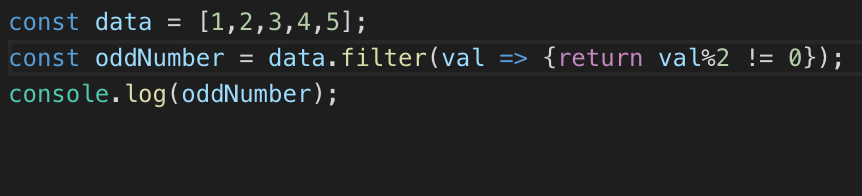 const data = [1,2,3,4,5];
const oddNumber = data.filter(val => {return val%2 != 0});
console.log(oddNumber);